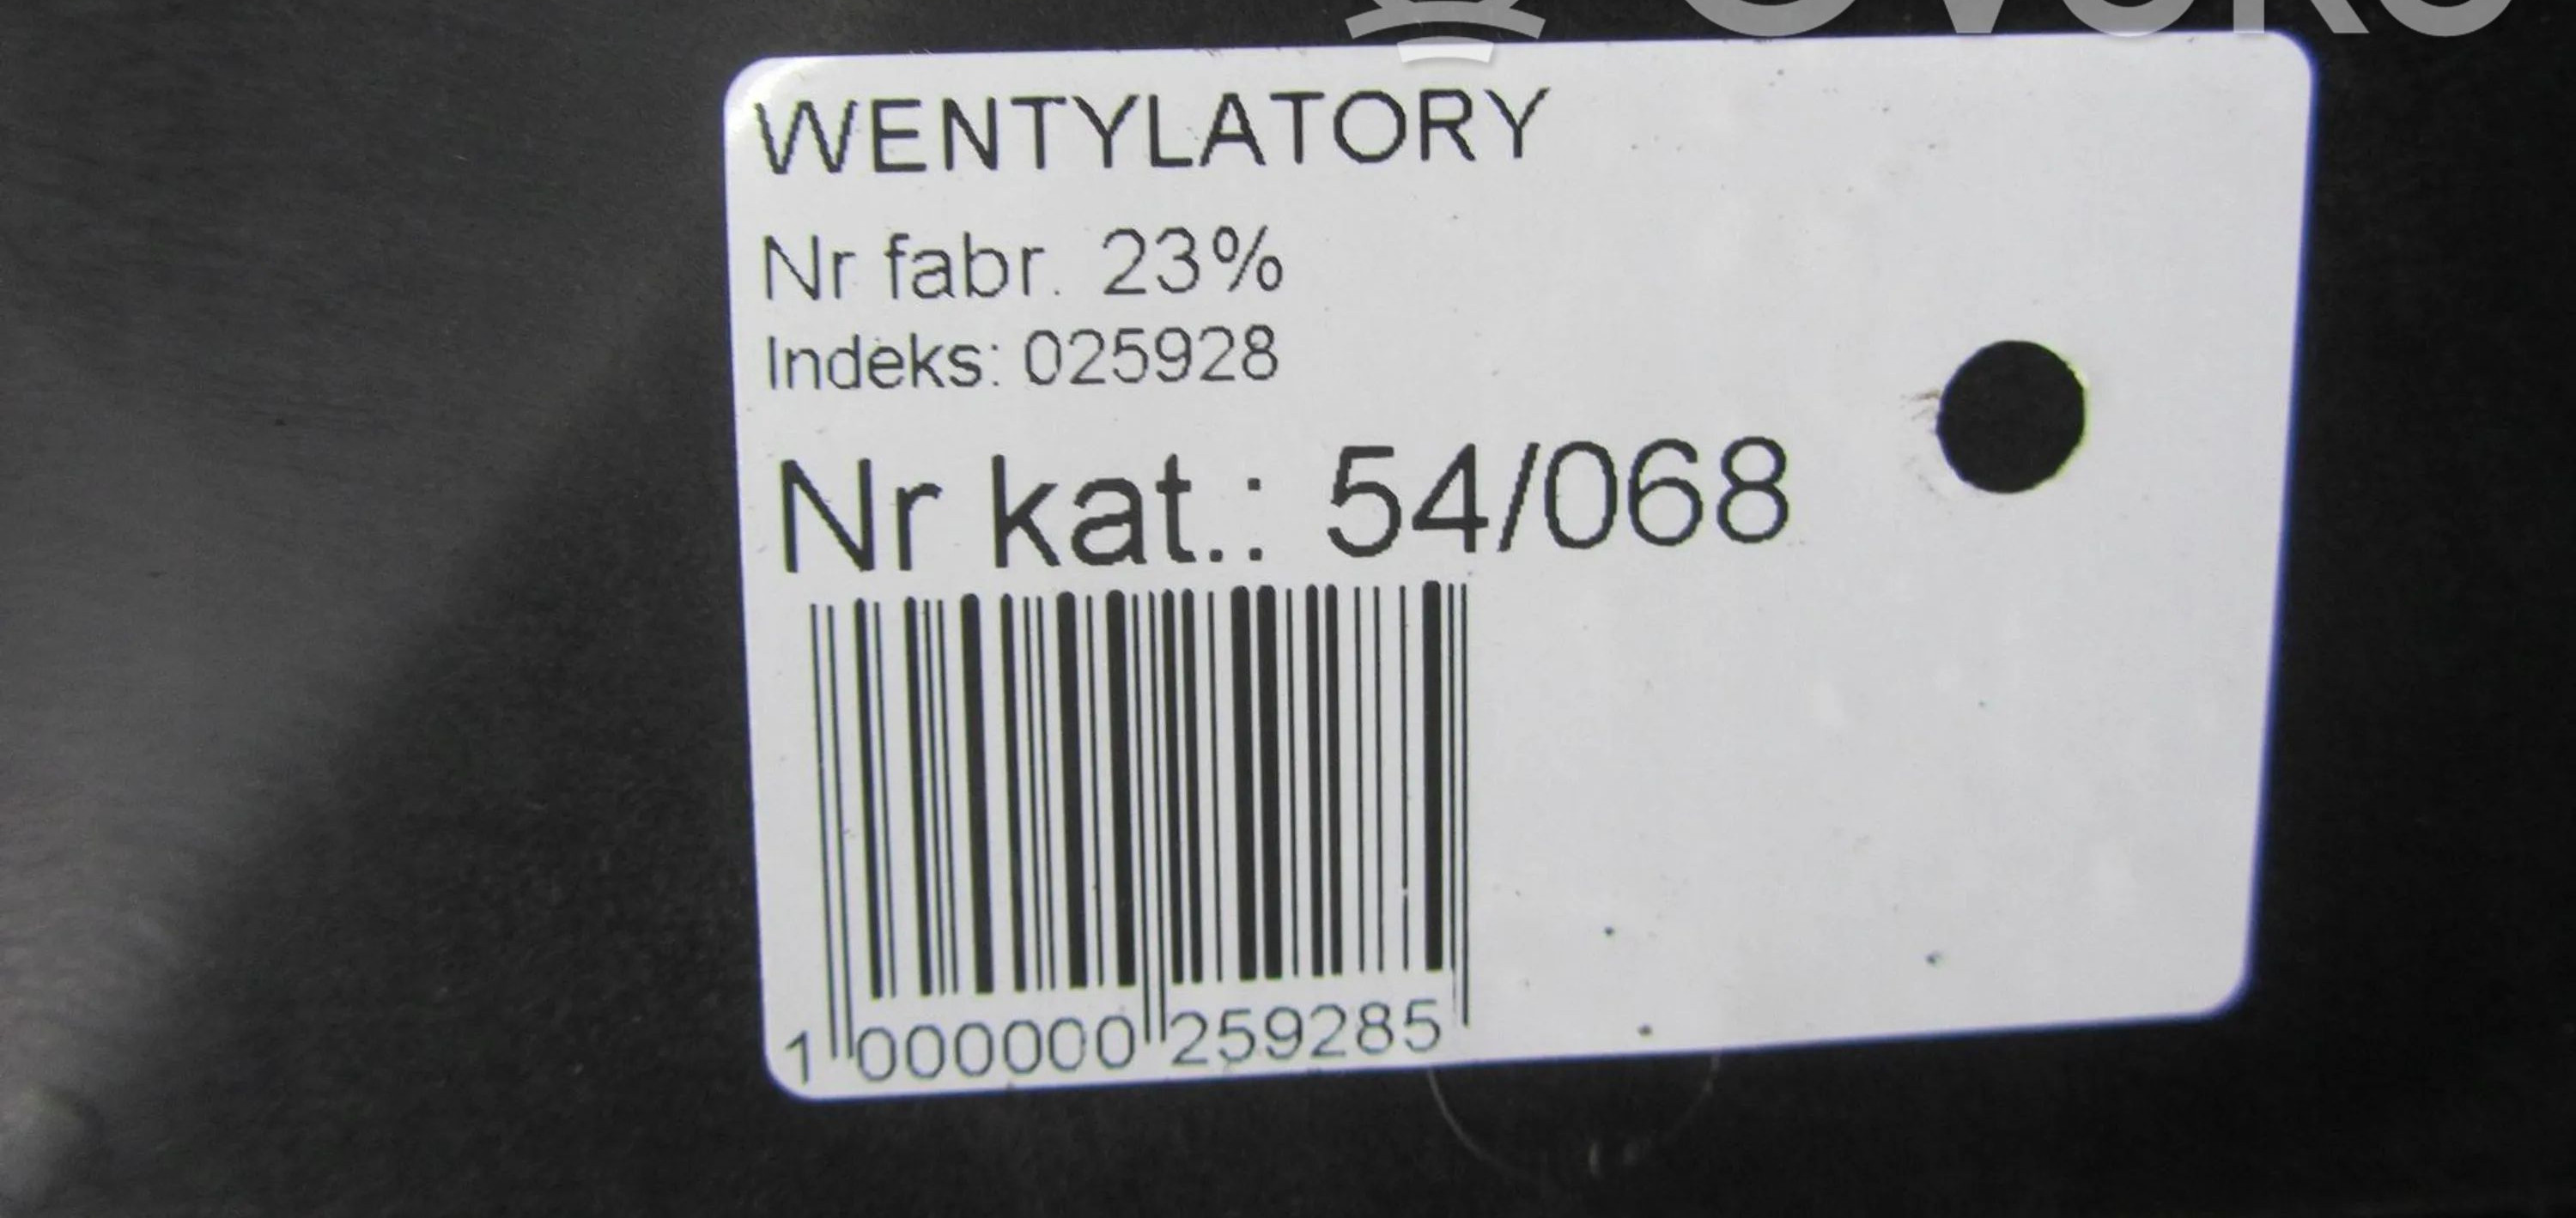 WENTYLATORY
Nr fabr. 23%
Indeks: 025928
Nr kat.: 54/068
1 000000 259285